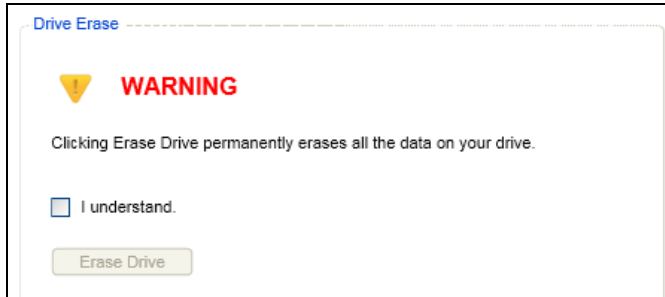 Drive Erase
WARNING
Clicking Erase Drive permanently erases all the data on your drive.
I understand.
Erase Drive